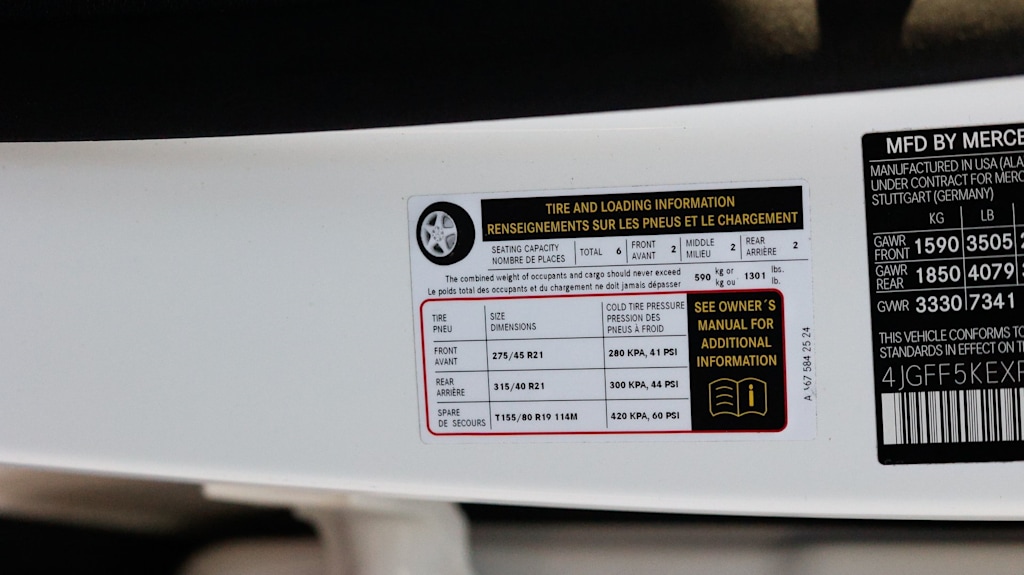 TIRE AND LOADING INFORMATION
RENSEIGNEMENTS SUR LES PNEUS ET LE CHARGEMENT
SEATING CAPACITY
NOMBRE DE PLACES
TOTAL 6
FRONT
AVANT 2
MIDDLE
MILIEU 2
REAR
ARRIÈRE 2
The combined weight of occupants and cargo should never exceed
Le poids total des occupants et du chargement ne doit jamais dépasser
590 kg or
kg ou
1301 lbs.
lb.
TIRE
PNEU
SIZE
DIMENSIONS
COLD TIRE PRESSURE
PRESSION DES
PNEUS À FROID
FRONT
AVANT
275/45 R21
280 KPA, 41 PSI
REAR
ARRIÈRE
315/40 R21
300 KPA, 44 PSI
SPARE
DE SECOURS
T155/80 R19 114M
420 KPA, 60 PSI
SEE OWNER´S
MANUAL FOR
ADDITIONAL
INFORMATION
67 584 25 24
MFD BY MERCE
MANUFACTURED IN USA (ALA
UNDER CONTRACT FOR MERC
STUTTGART (GERMANY)
KG LB
GAWR
FRONT 1590 3505
GAWR
REAR 1850 4079
GVWR 3330 7341
THIS VEHICLE CONFORMS TO
STANDARDS IN EFFECT ON
4JGFF5KEX